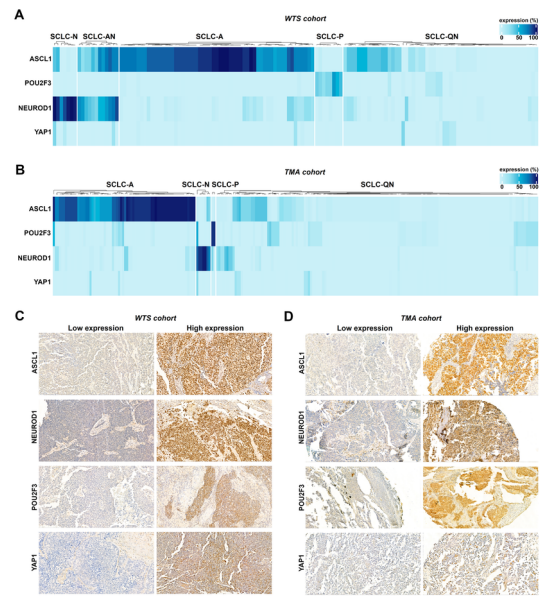 A
WTS cohort
expression (%)
0 50 100
SCLC-N SCLC-AN SCLC-A SCLC-P SCLC-QN
ASCL1
POU2F3
NEUROD1
YAP1
B
TMA cohort
expression (%)
0 50 100
SCLC-A SCLC-N SCLC-P SCLC-QN
ASCL1
POU2F3
NEUROD1
YAP1
C
WTS cohort
Low expression High expression
ASCL1
NEUROD1
POU2F3
YAP1
D
TMA cohort
Low expression High expression
ASCL1
NEUROD1
POU2F3
YAP1